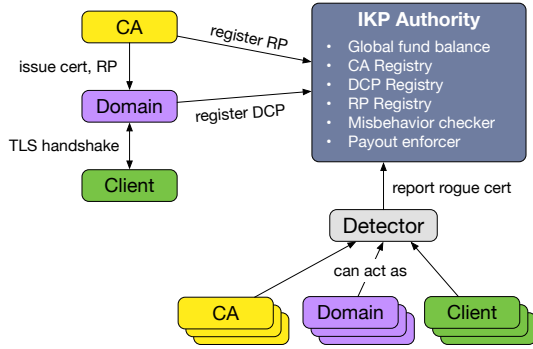 CA
register RP
issue cert, RP
Domain
register DCP
TLS handshake
Client
IKP Authority
• Global fund balance
• CA Registry
• DCP Registry
• RP Registry
• Misbehavior checker
• Payout enforcer
report rogue cert
Detector
can act as
CA
Domain
Client